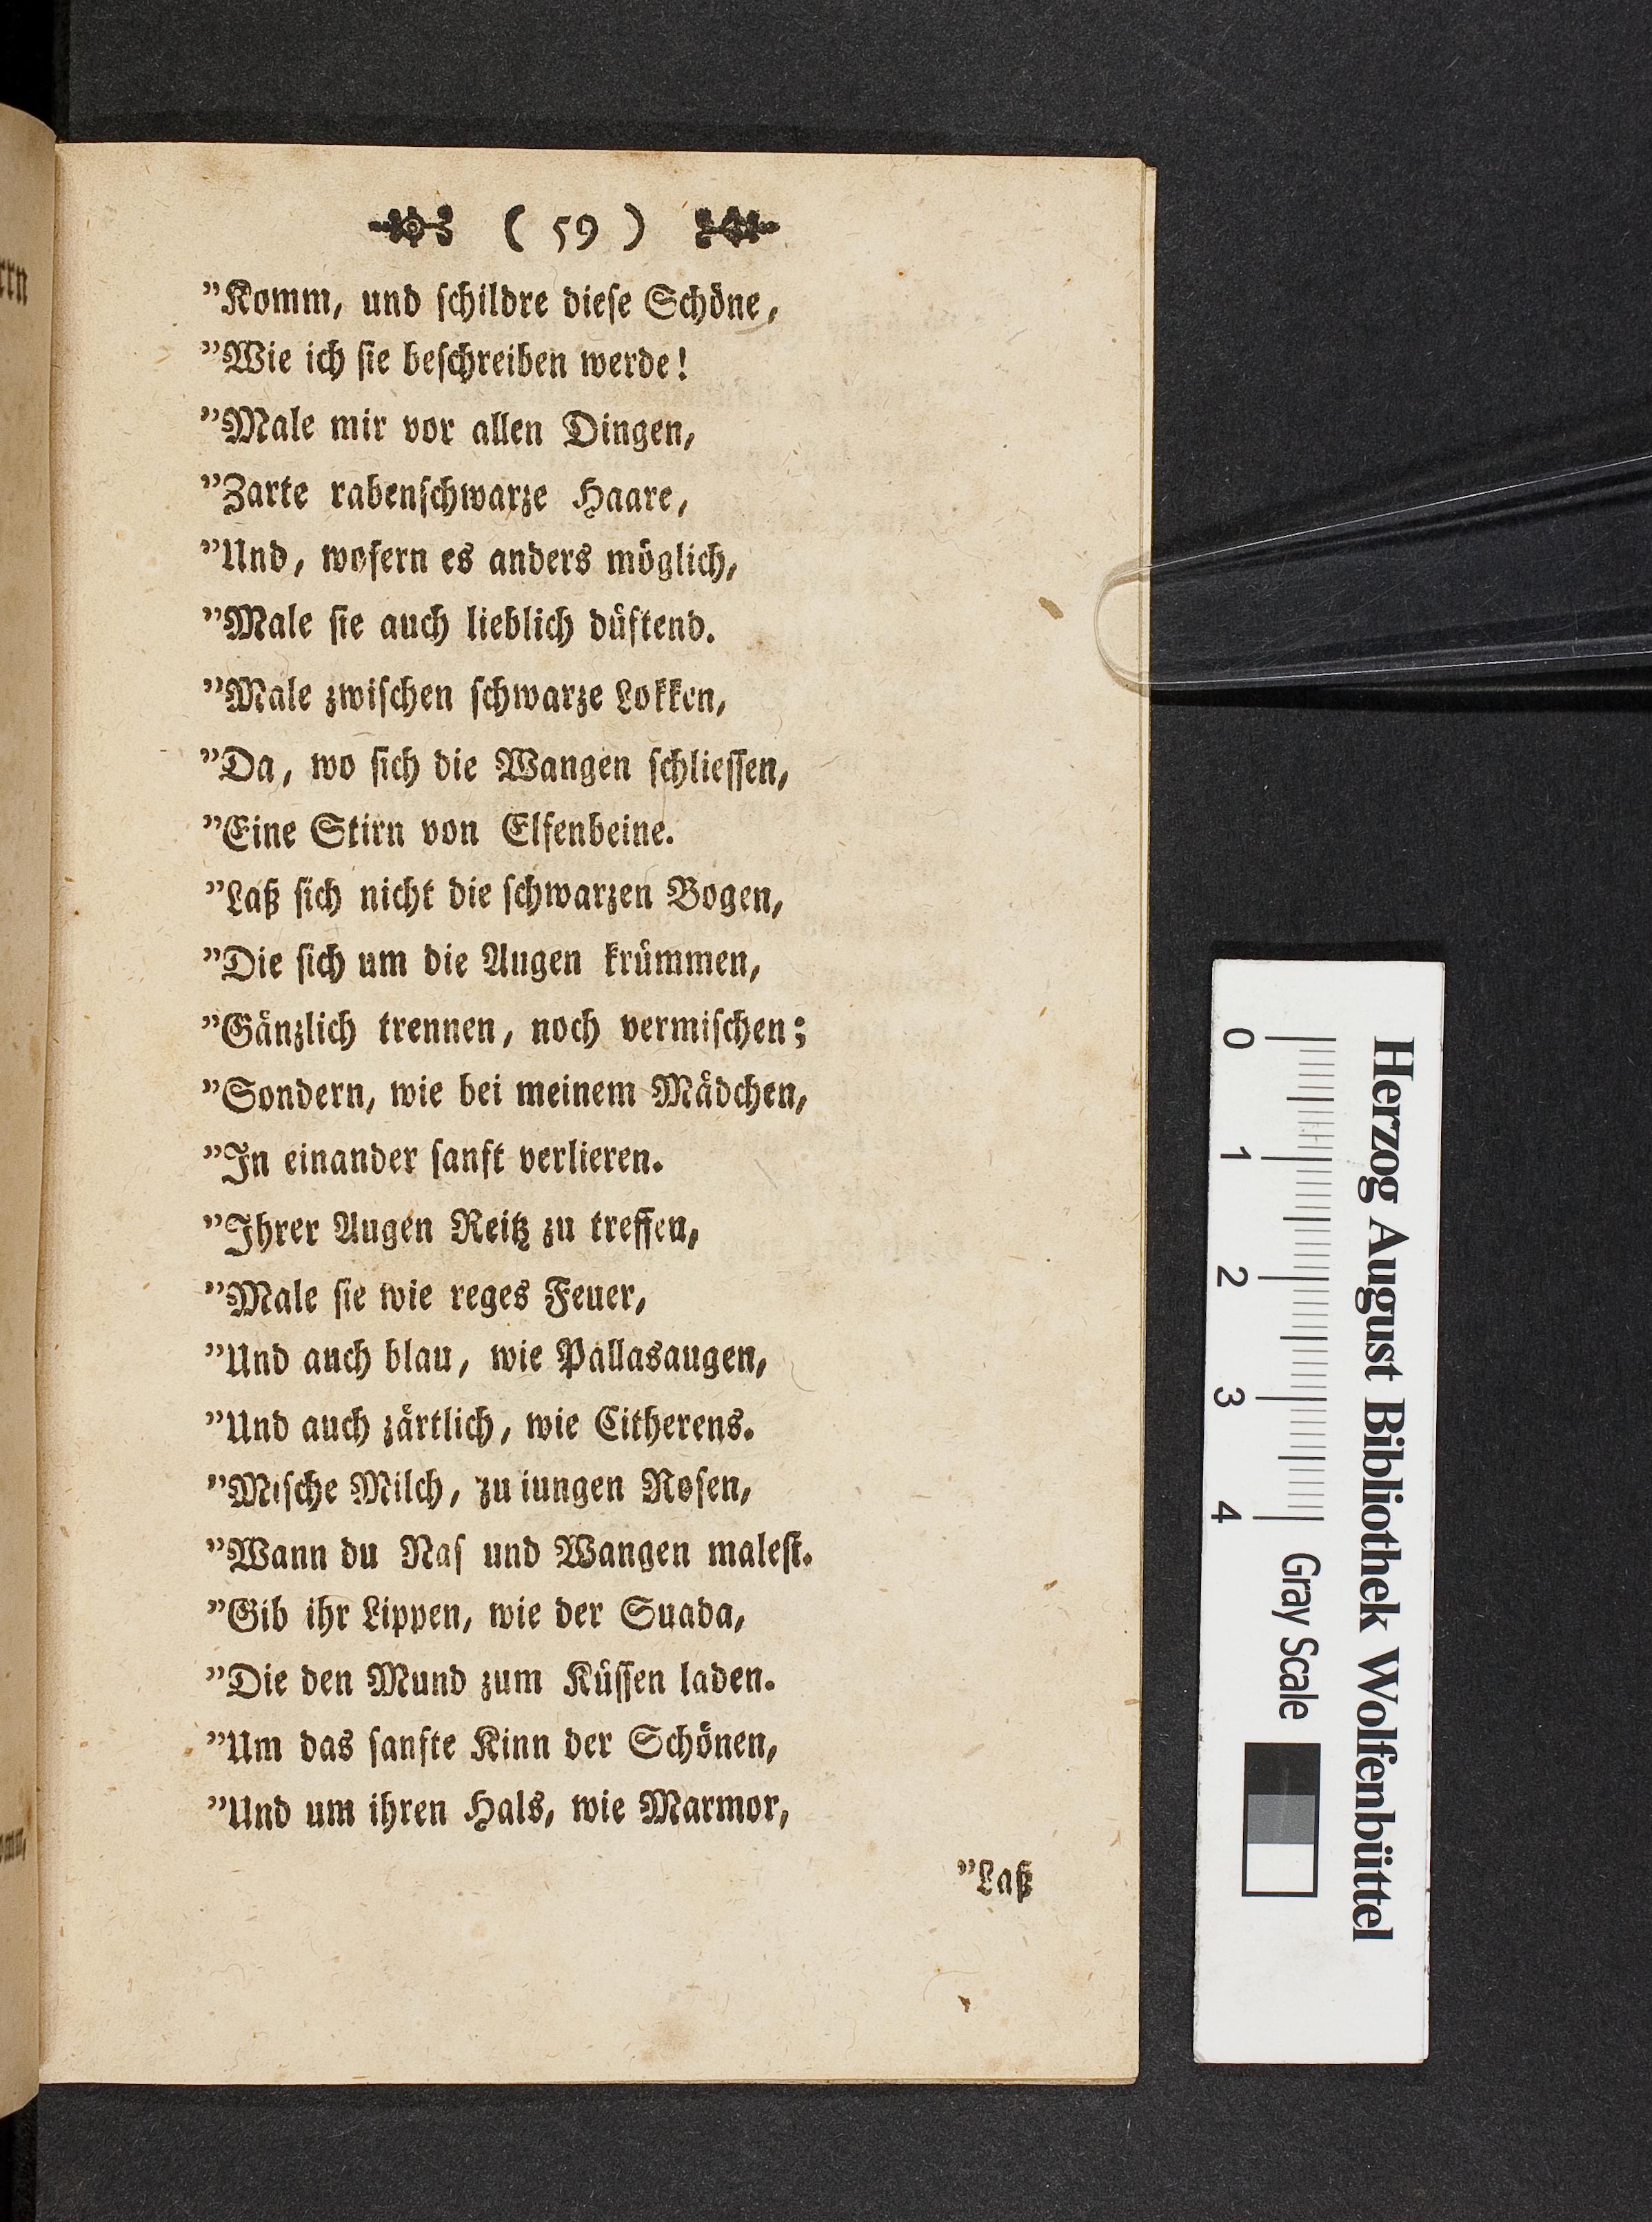 ( 59 )
”Komm, und ſchildre dieſe Schöne,
”Wie ich ſie beſchreiben werde!
”Male mir vor allen Dingen,
”Zarte rabenſchwarze Haare,
”Und, wofern es anders möglich,
”Male ſie auch lieblich düftend.
”Male zwiſchen ſchwarze Lokken,
”Da, wo ſich die Wangen ſchlieſſen,
”Eine Stirn von Elfenbeine.
”Laß ſich nicht die ſchwarzen Bogen,
”Die ſich um die Augen krümmen,
”Gänzlich trennen, noch vermiſchen;
”Sondern, wie bei meinem Mädchen,
”In einander ſanft verlieren.
”Ihrer Augen Reitz zu treffen,
”Male ſie wie reges Feuer,
”Und auch blau, wie Pallasaugen,
”Und auch zärtlich, wie Citherens.
”Miſche Milch, zu iungen Roſen,
”Wann du Naſ und Wangen maleſt.
”Gib ihr Lippen, wie der Suada,
”Die den Mund zum Küſſen laden.
”Um das ſanfte Kinn der Schönen,
”Und um ihren Hals, wie Marmor,
”Laß
Herzog August Bibliothek Wolfenbüttel
0 1 2 3 4 Gray Scale